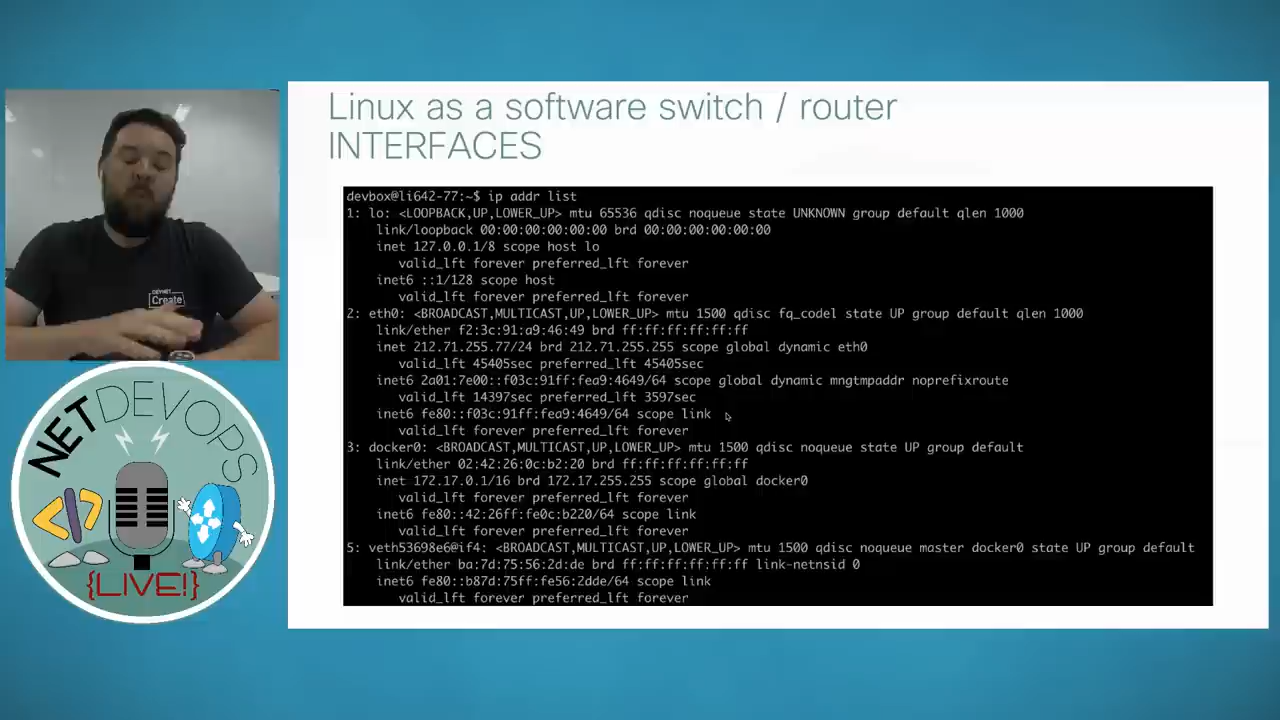 Linux as a software switch / router
INTERFACES
devbox@li642-77:~$ ip addr list
1: lo: <LOOPBACK,UP,LOWER_UP> mtu 65536 qdisc noqueue state UNKNOWN group default qlen 1000
link/loopback 00:00:00:00:00:00 brd 00:00:00:00:00:00
inet 127.0.0.1/8 scope host lo
valid_lft forever preferred_lft forever
inet6 ::1/128 scope host
valid_lft forever preferred_lft forever
2: eth0: <BROADCAST,MULTICAST,UP,LOWER_UP> mtu 1500 qdisc fq_codel state UP group default qlen 1000
link/ether f2:3c:91:a9:46:49 brd ff:ff:ff:ff:ff:ff
inet 212.71.255.77/24 brd 212.71.255.255 scope global dynamic eth0
valid_lft 45405sec preferred_lft 45405sec
inet6 2a01:7e00::f03c:91ff:fea9:4649/64 scope global dynamic mngtmpaddr noprefixroute
valid_lft 14397sec preferred_lft 3597sec
inet6 fe80::f03c:91ff:fea9:4649/64 scope link
valid_lft forever preferred_lft forever
3: docker0: <BROADCAST,MULTICAST,UP,LOWER_UP> mtu 1500 qdisc noqueue state UP group default
link/ether 02:42:26:0c:b2:20 brd ff:ff:ff:ff:ff:ff
inet 172.17.0.1/16 brd 172.17.255.255 scope global docker0
valid_lft forever preferred_lft forever
inet6 fe80::42:26ff:fe0c:b220/64 scope link
valid_lft forever preferred_lft forever
5: veth53698e6@if4: <BROADCAST,MULTICAST,UP,LOWER_UP> mtu 1500 qdisc noqueue master docker0 state UP group default
link/ether ba:7d:75:56:2d:de brd ff:ff:ff:ff:ff:ff link-netnsid 0
inet6 fe80::b87d:75ff:fe56:2dde/64 scope link
valid_lft forever preferred_lft forever
DEVNET
Create
NETDEVOPS
</>
{LIVE!}